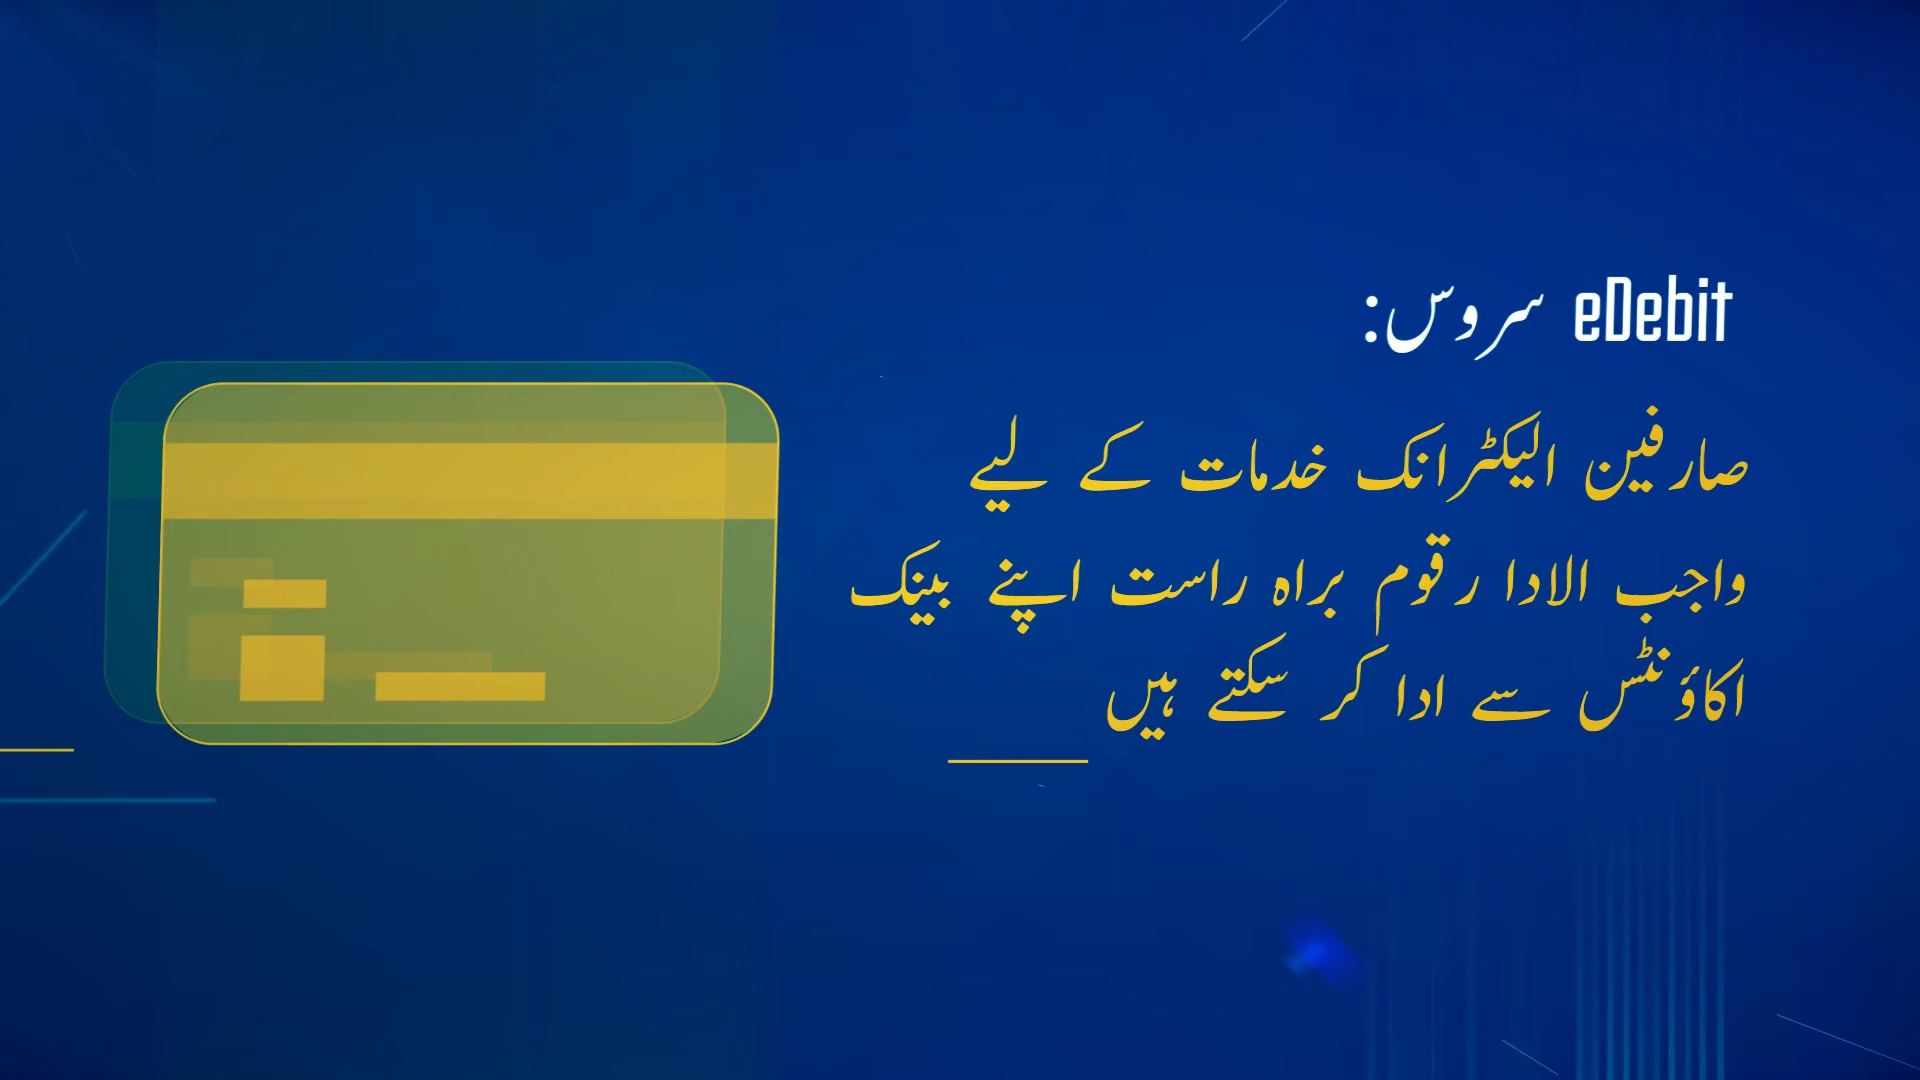 eDebit سروس:
صارفین الیکٹرانک خدمات کے لیے
واجب الادا رقوم براہ راست اپنے بینک
اکاؤنٹس سے ادا کر سکتے ہیں